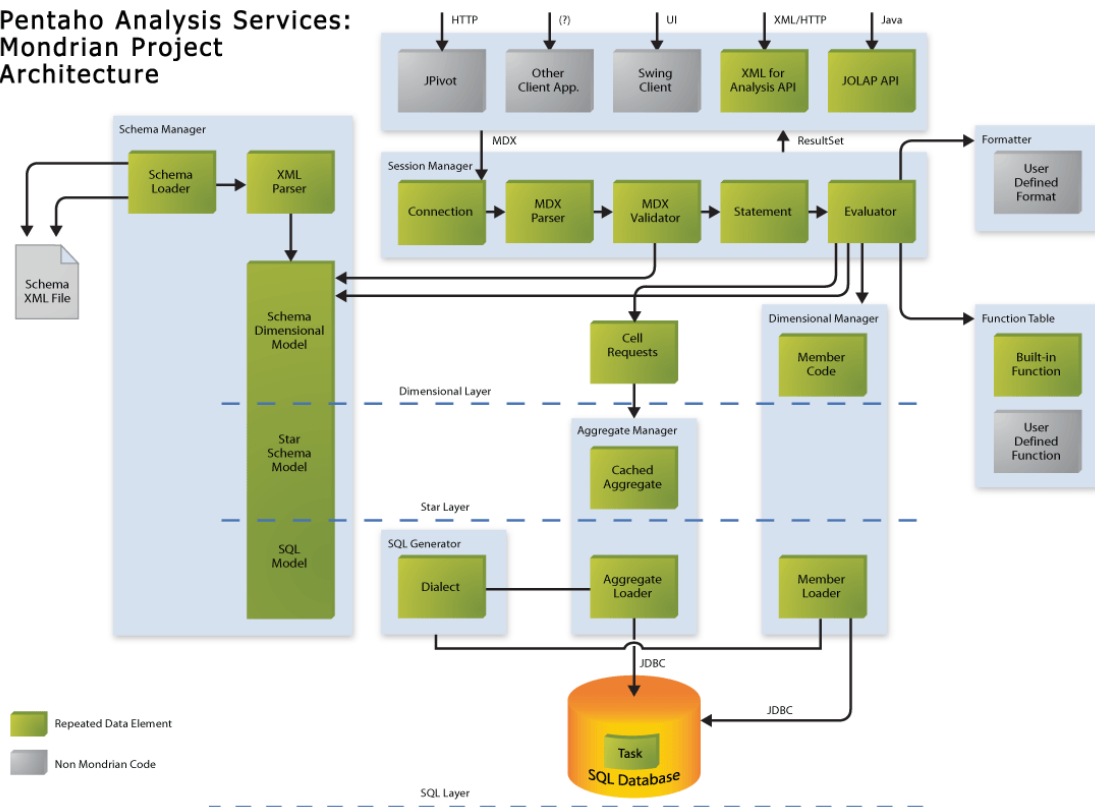 Pentaho Analysis Services:
Mondrian Project
Architecture
HTTP
(?)
UI
XML/HTTP
Java
JPivot
Other
Client App.
Swing
Client
XML for
Analysis API
JOLAP API
MDX
ResultSet
Schema Manager
Schema
Loader
XML
Parser
Schema
XML File
Schema
Dimensional
Model
Star
Schema
Model
SQL
Model
Session Manager
Connection
MDX
Parser
MDX
Validator
Statement
Evaluator
Formatter
User
Defined
Format
Cell
Requests
Dimensional Manager
Member
Code
Function Table
Built-in
Function
User
Defined
Function
Dimensional Layer
Aggregate Manager
Cached
Aggregate
Star Layer
SQL Generator
Dialect
Aggregate
Loader
Member
Loader
JDBC
JDBC
Task
SQL Database
Repeated Data Element
Non Mondrian Code
SQL Layer